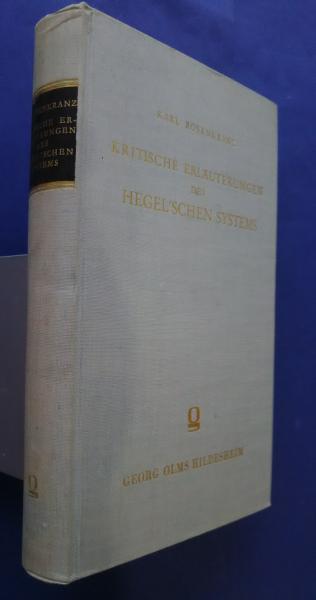 KARL ROSENKRANZ
KRITISCHE ERLÄUTERUNGEN
DES
HEGEL'SCHEN SYSTEMS
GEORG OLMS HILDESHEIM